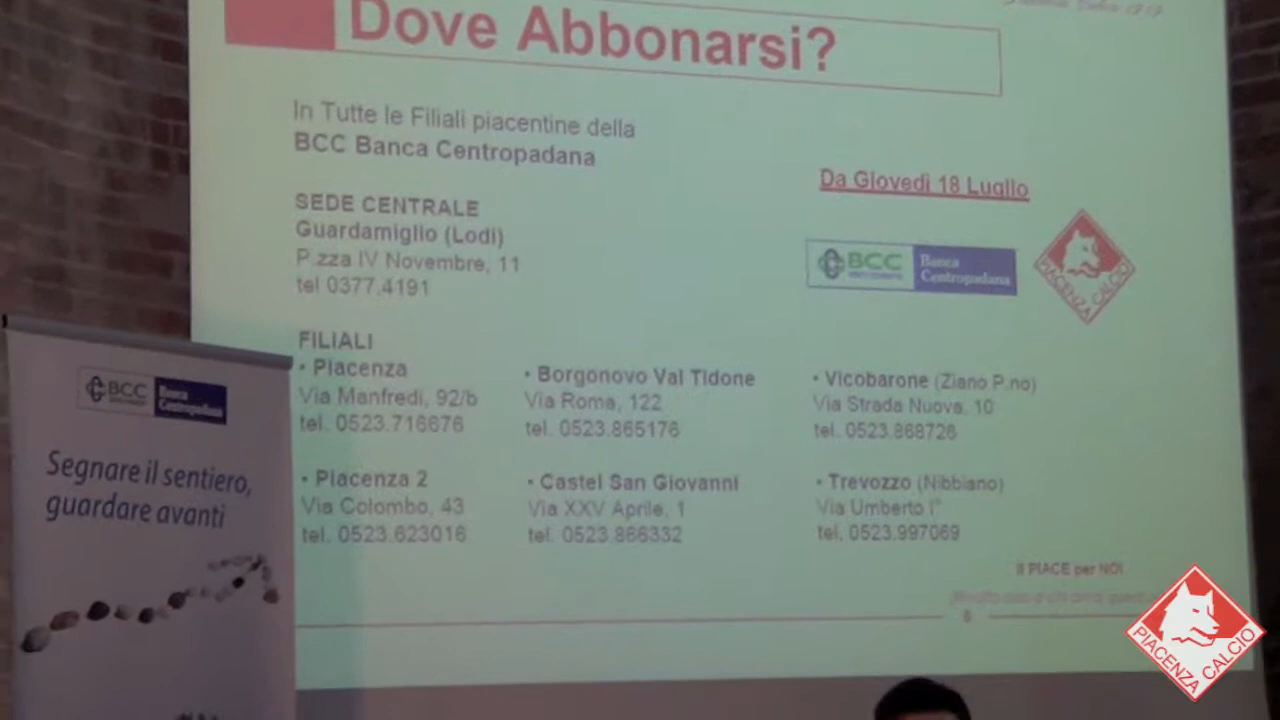 Dove Abbonarsi?
In Tutte le Filiali piacentine della
BCC Banca Centropadana
Da Giovedì 18 Luglio
SEDE CENTRALE
Guardamiglio (Lodi)
P.zza IV Novembre, 11
tel 0377.4191
BCC
Banca
Centropadana
PIACENZA CALCIO
FILIALI
• Piacenza
Via Manfredi, 92/b
tel. 0523.716676
• Borgonovo Val Tidone
Via Roma, 122
tel. 0523.865176
• Vicobarone (Ziano P.no)
Via Strada Nuova, 10
tel. 0523.868726
• Piacenza 2
Via Colombo, 43
tel. 0523.623016
• Castel San Giovanni
Via XXV Aprile, 1
tel. 0523.866332
• Trevozzo (Nibbiano)
Via Umberto I°
tel. 0523.997069
Il PIACE per NOI
BCC
Banca
Centropadana
Segnare il sentiero,
guardare avanti
PIACENZA CALCIO